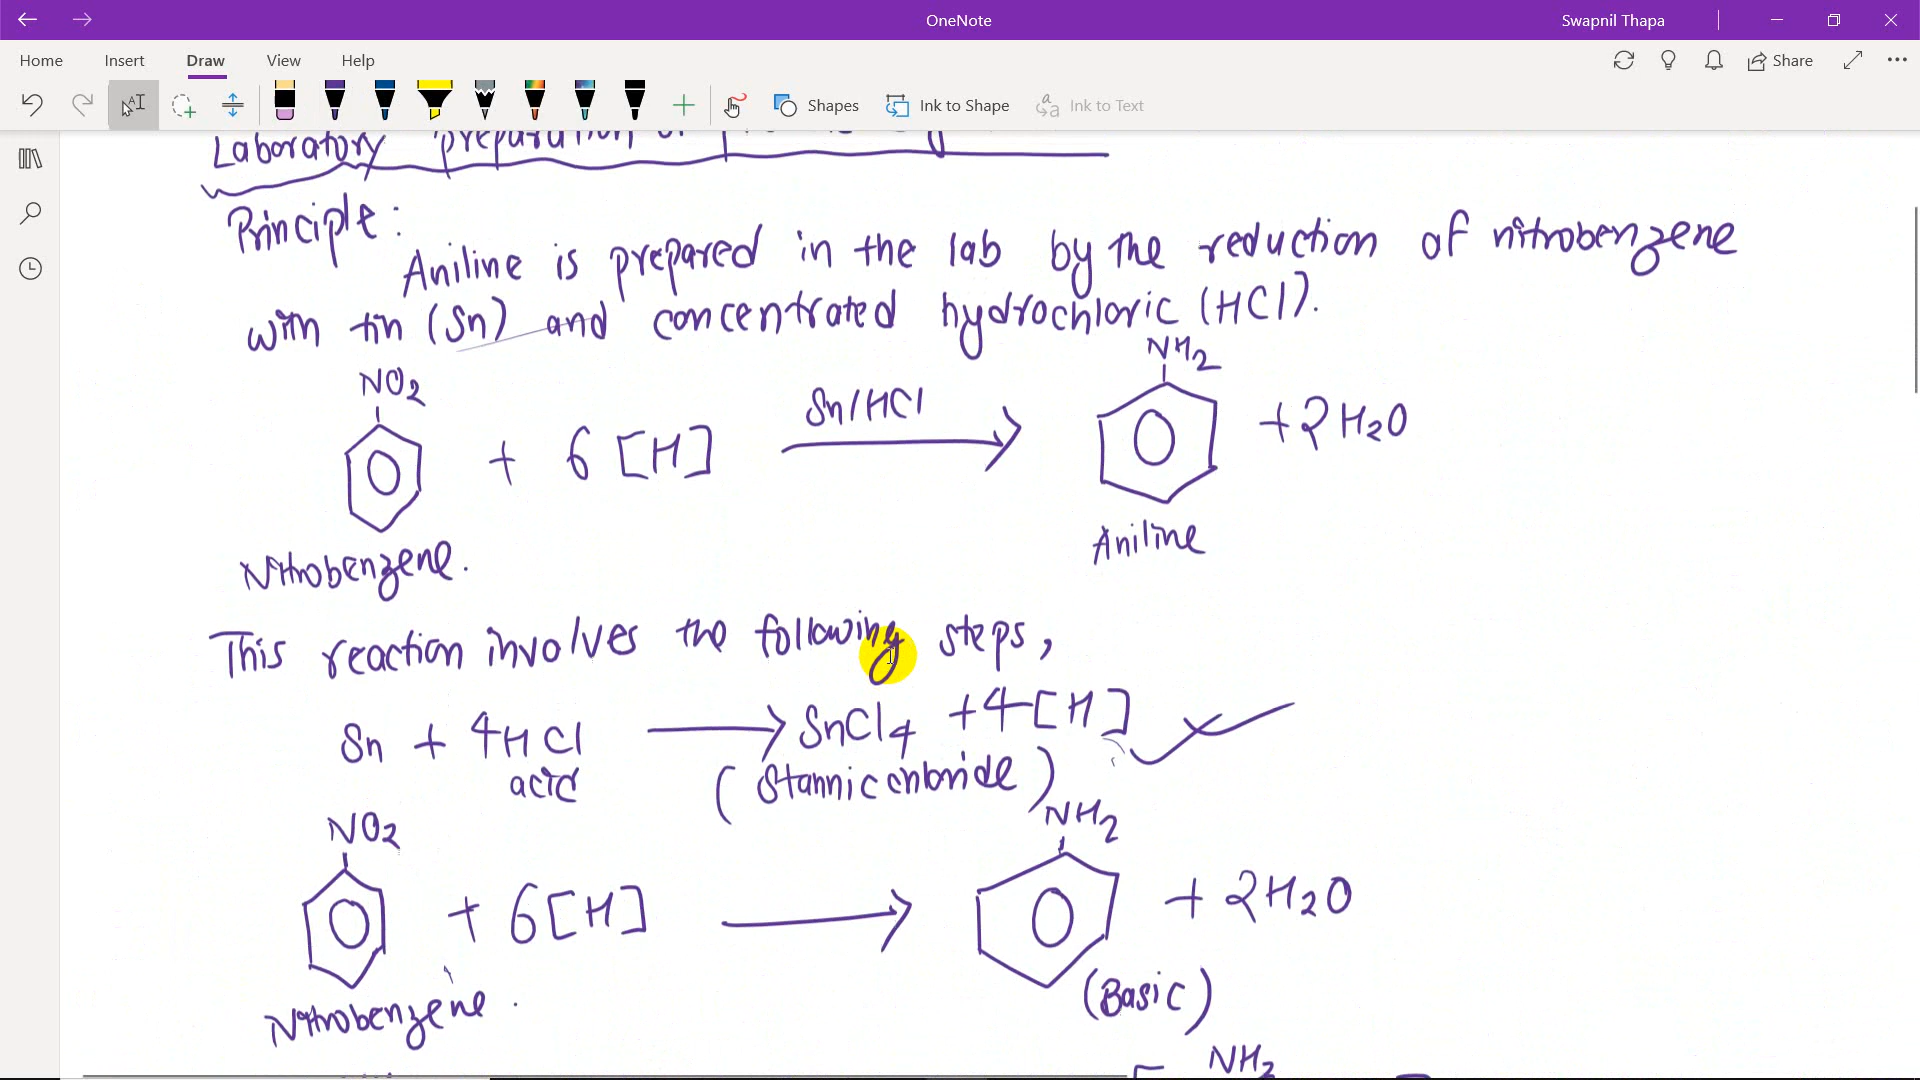 OneNote
Swapnil Thapa
Home Insert Draw View Help
Share
Shapes
Ink to Shape
Ink to Text
Laboratory preparation of
Principle:
Aniline is prepared in the lab by the reduction of nitrobenzene
with tin (Sn) and concentrated hydrochloric (HCl).
NO2
+ 6 [H]
Sn/HCl
NH2
+ 2H2O
Nitrobenzene.
Aniline
This reaction involves the following steps,
Sn + 4HCl → SnCl4 + 4[H]
acid
(Stannic chloride)
NO2
+ 6[H] →
NH2
+ 2H2O
Nitrobenzene.
(Basic)
NH2